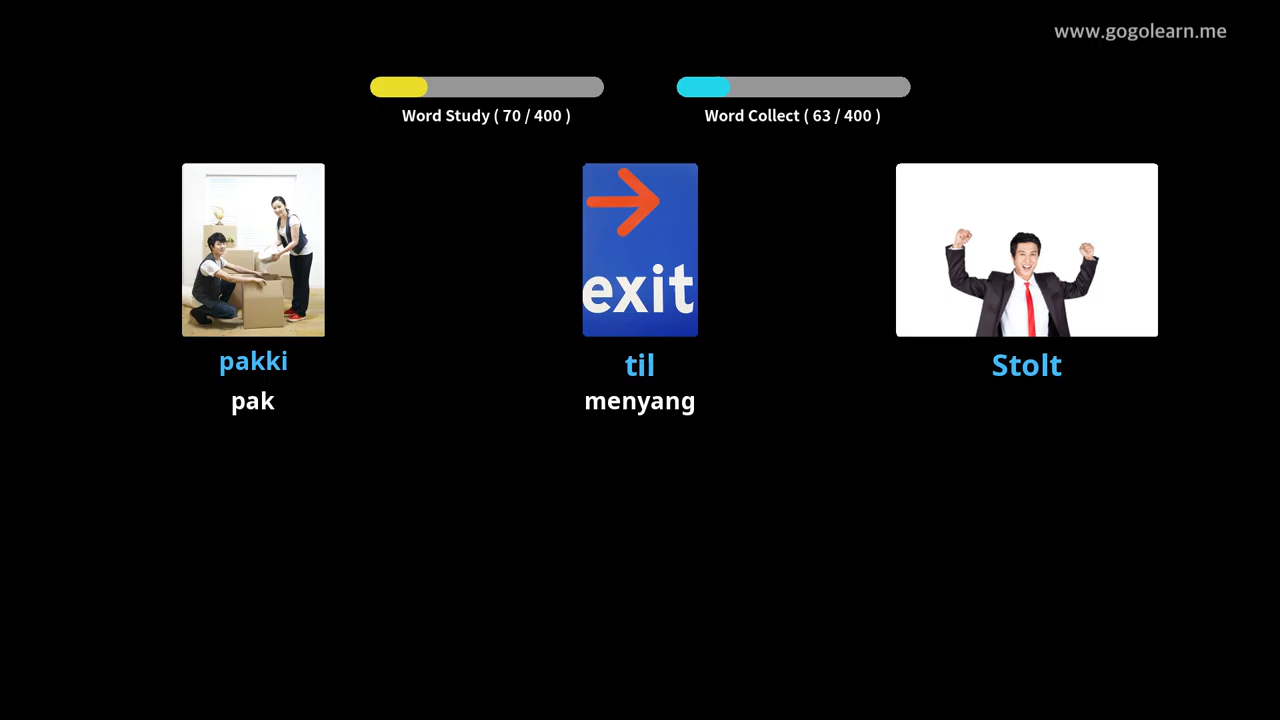 www.gogolearn.me
Word Study ( 70 / 400 )
Word Collect ( 63 / 400 )
exit
pakki
til
Stolt
pak
menyang